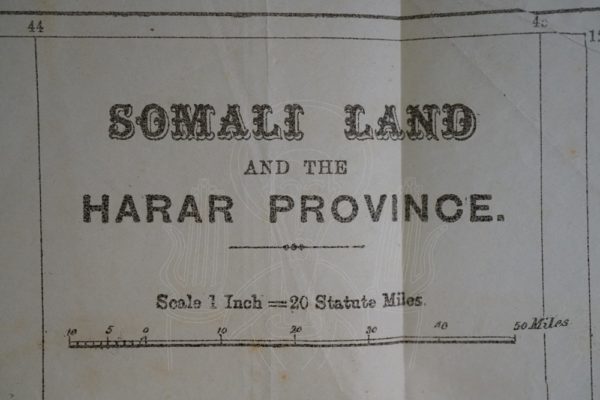 44
SOMALI LAND
AND THE
HARAR PROVINCE.
Scale 1 Inch = 20 Statute Miles.
10 5 0 10 20 30 40 50 Miles